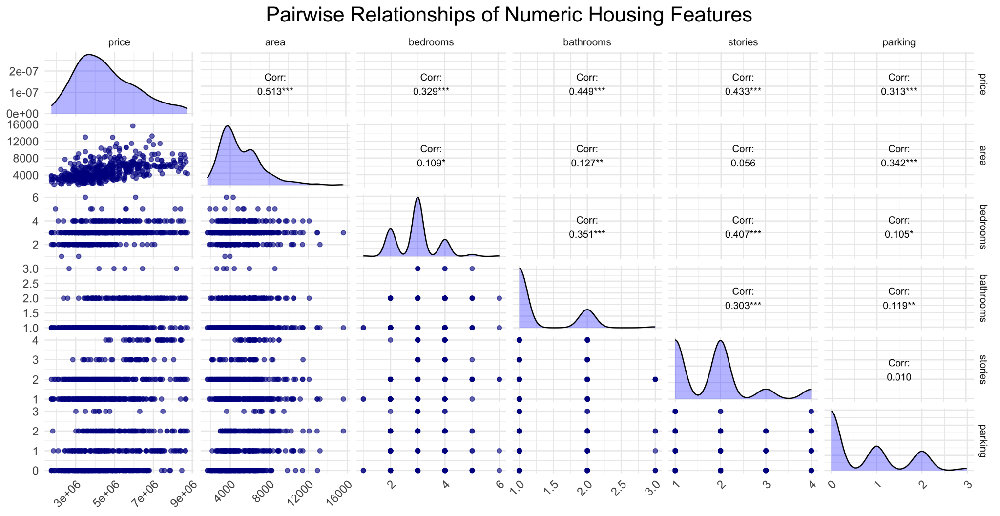 Pairwise Relationships of Numeric Housing Features
price area bedrooms bathrooms stories parking
2e-07
1e-07
0e+00
Corr:
0.513***
Corr:
0.329***
Corr:
0.449***
Corr:
0.433***
Corr:
0.313***
price
16000
12000
8000
4000
Corr:
0.109*
Corr:
0.127**
Corr:
0.056
Corr:
0.342***
area
6
4
2
Corr:
0.351***
Corr:
0.407***
Corr:
0.105*
bedrooms
3.0
2.5
2.0
1.5
1.0
Corr:
0.303***
Corr:
0.119**
bathrooms
4
3
2
1
Corr:
0.010
stories
3
2
1
0
parking
3e+06 5e+06 7e+06 9e+06
4000 8000 12000 16000
2 4 6
1.0 1.5 2.0 2.5 3.0
1 2 3 4
0 1 2 3